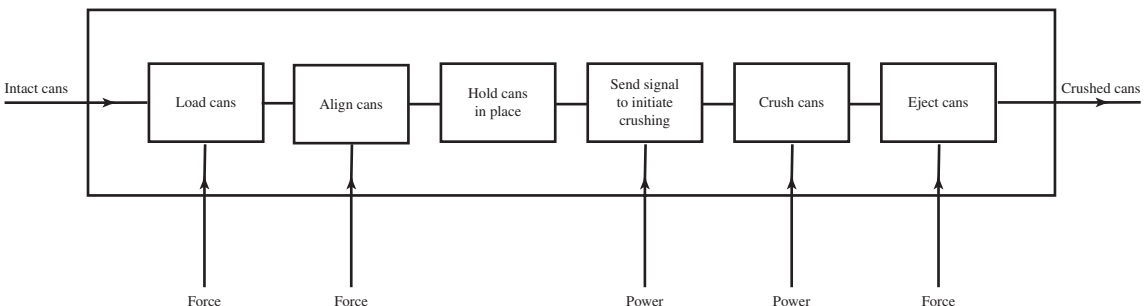 Intact cans
Load cans
Align cans
Hold cans
in place
Send signal
to initiate
crushing
Crush cans
Eject cans
Crushed cans
Force
Force
Power
Power
Force